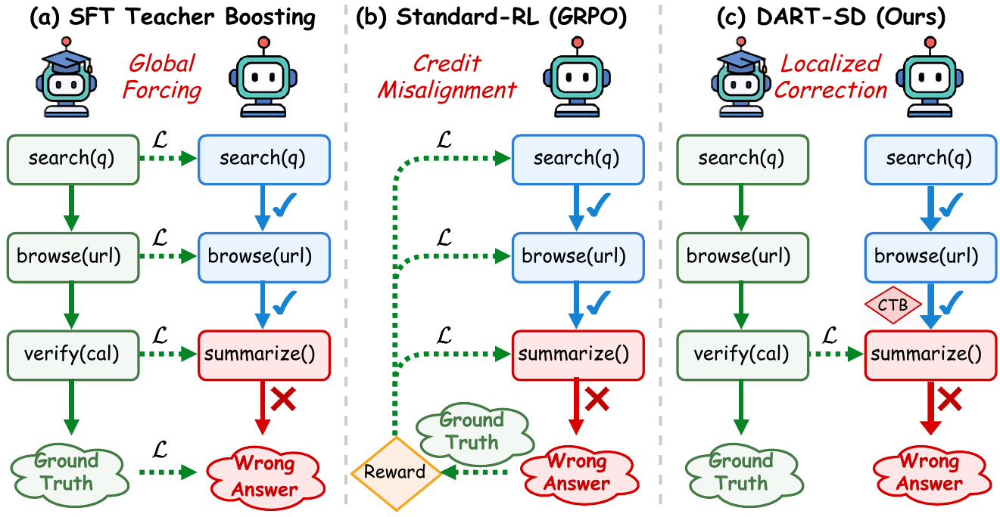 (a) SFT Teacher Boosting
Global
Forcing
search(q)
ℒ
search(q)
browse(url)
ℒ
browse(url)
verify(cal)
ℒ
summarize()
Ground
Truth
ℒ
Wrong
Answer
(b) Standard-RL (GRPO)
Credit
Misalignment
ℒ
search(q)
ℒ
browse(url)
ℒ
summarize()
Ground
Truth
Reward
Wrong
Answer
(c) DART-SD (Ours)
Localized
Correction
search(q)
search(q)
browse(url)
browse(url)
CTB
verify(cal)
ℒ
summarize()
Ground
Truth
Wrong
Answer